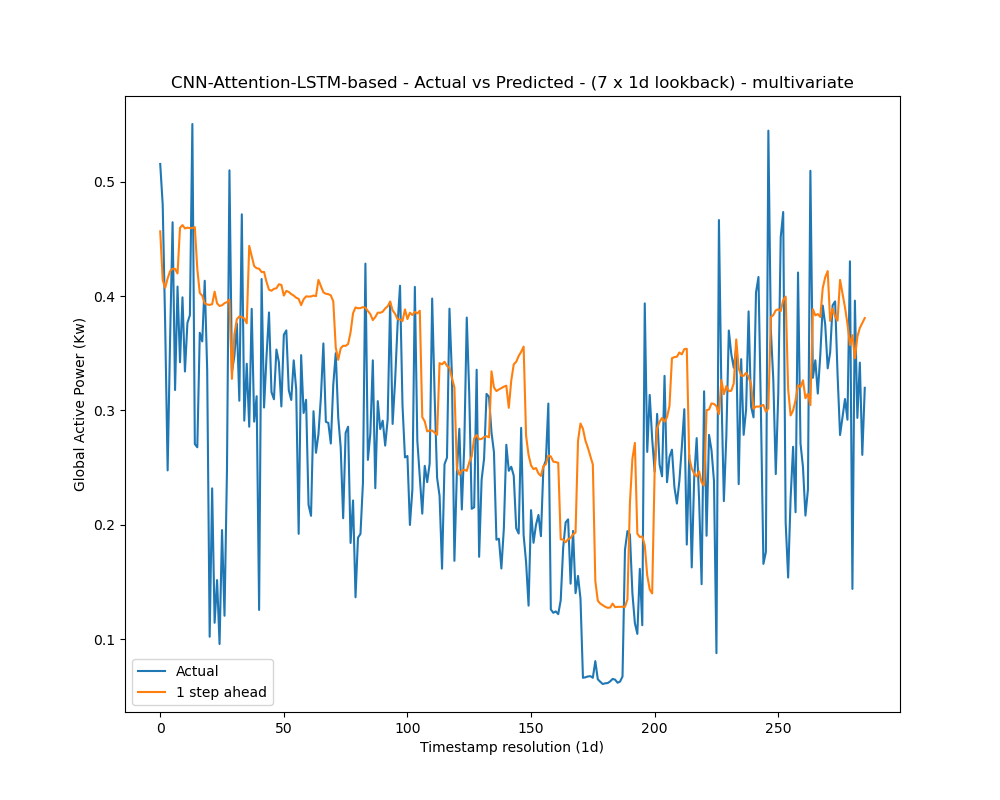 CNN-Attention-LSTM-based - Actual vs Predicted - (7 x 1d lookback) - multivariate
Global Active Power (Kw)
0.5
0.4
0.3
0.2
0.1
Actual
1 step ahead
0 50 100 150 200 250
Timestamp resolution (1d)